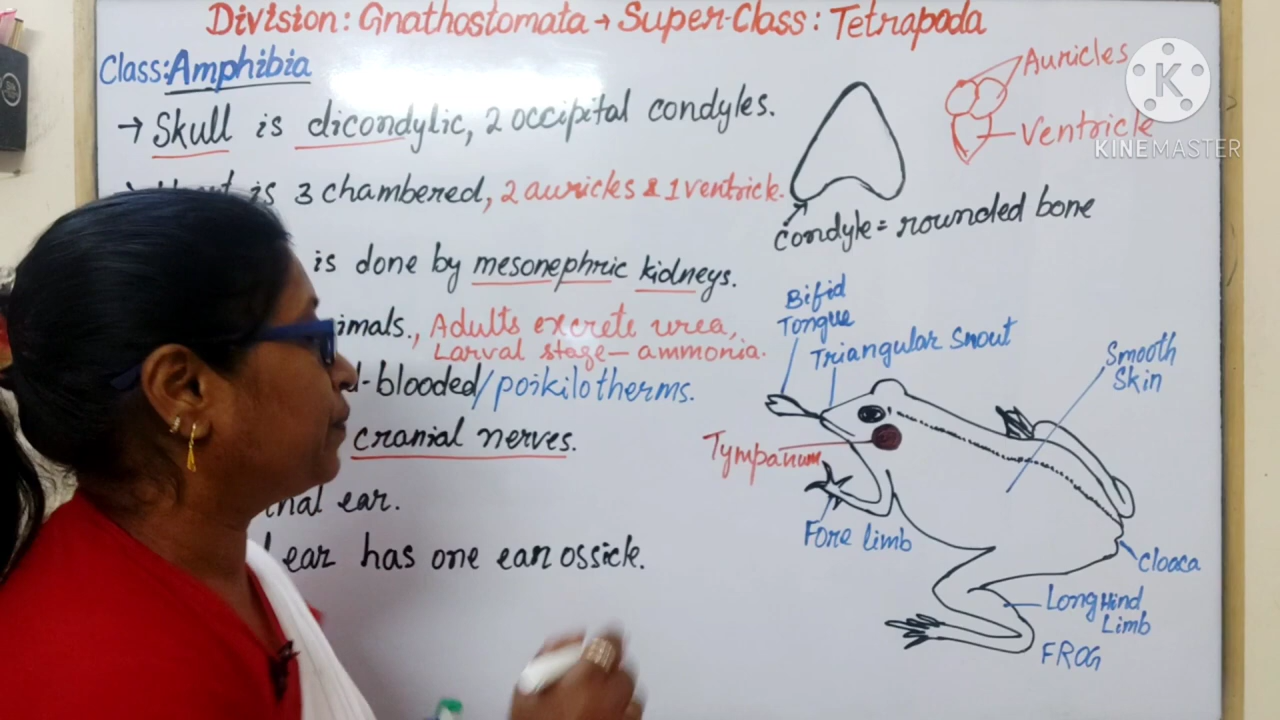 Division: Gnathostomata → Super-Class: Tetrapoda
Class: Amphibia
→ Skull is dicondylic, 2 occipital condyles.
is 3 chambered, 2 auricles & 1 ventricle.
is done by mesonephric kidneys.
Adults excrete urea,
Larval stage – ammonia.
-blooded/poikilotherms.
cranial nerves.
ear.
ear has one ear ossicle.
Auricles
Ventricle
K
KINEMASTER
Condyle = rounded bone
Bifid
Tongue
Triangular Snout
Smooth
Skin
Tympanum
Fore limb
Cloaca
Long Hind
Limb
FROG